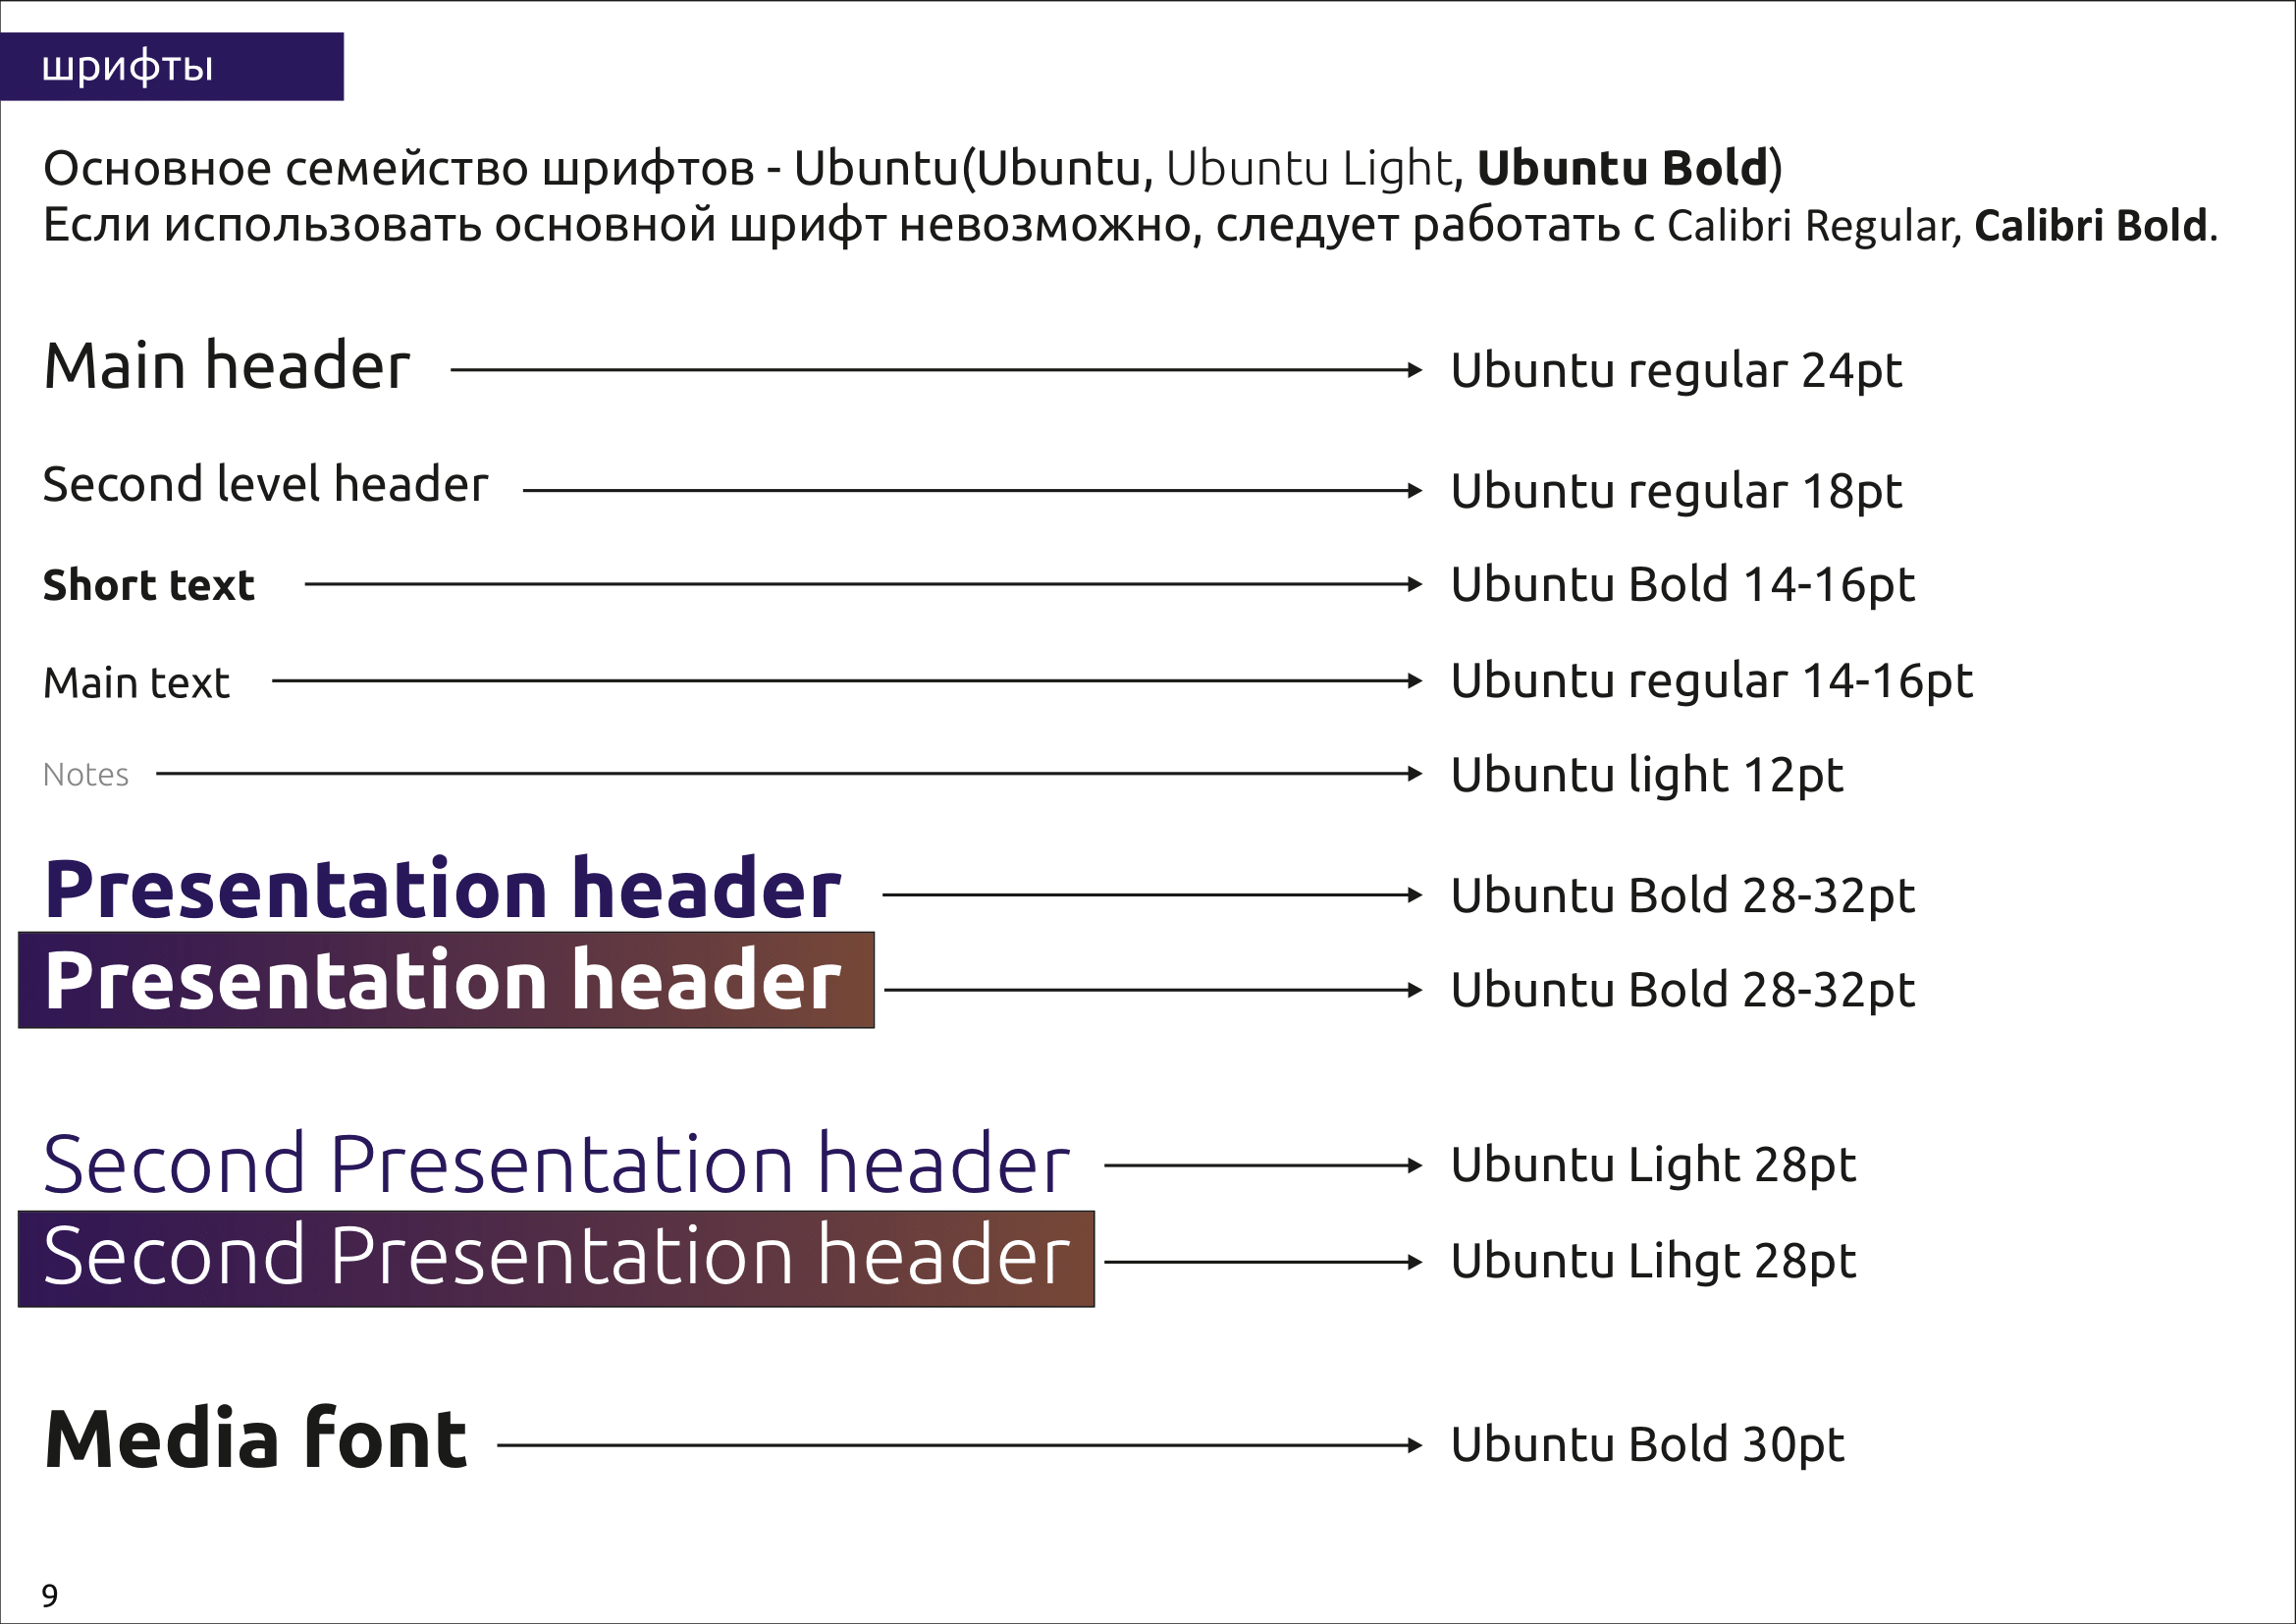 шрифты
Основное семейство шрифтов - Ubuntu(Ubuntu, Ubuntu Light, Ubuntu Bold)
Если использовать основной шрифт невозможно, следует работать с Calibri Regular, Calibri Bold.
Main header Ubuntu regular 24pt
Second level header Ubuntu regular 18pt
Short text Ubuntu Bold 14-16pt
Main text Ubuntu regular 14-16pt
Notes Ubuntu light 12pt
Presentation header Ubuntu Bold 28-32pt
Presentation header Ubuntu Bold 28-32pt
Second Presentation header Ubuntu Light 28pt
Second Presentation header Ubuntu Lihgt 28pt
Media font Ubuntu Bold 30pt
9